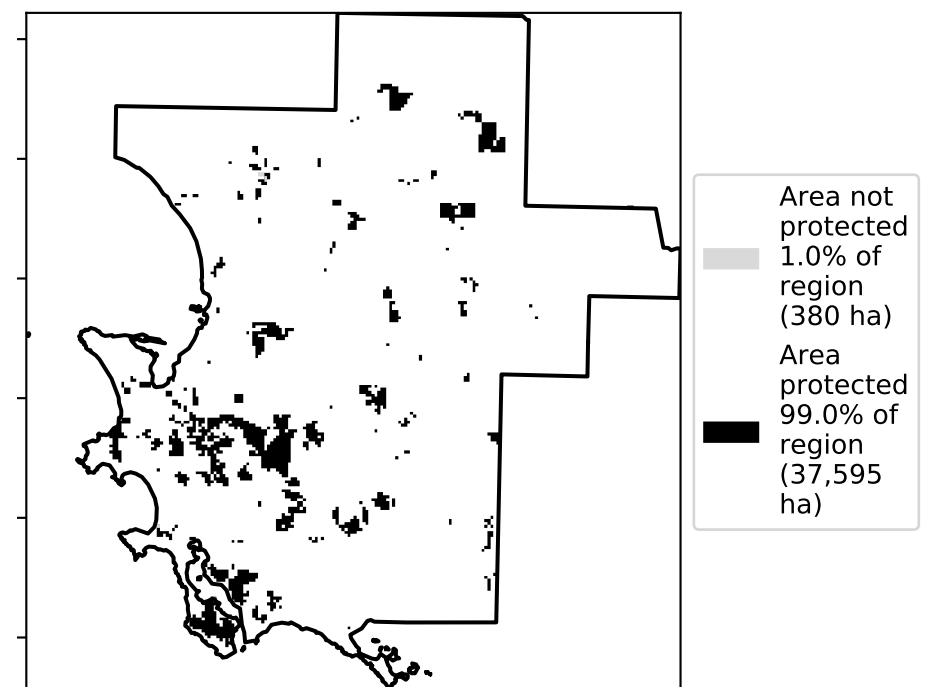 Area not
protected
1.0% of
region
(380 ha)
Area
protected
99.0% of
region
(37,595
ha)